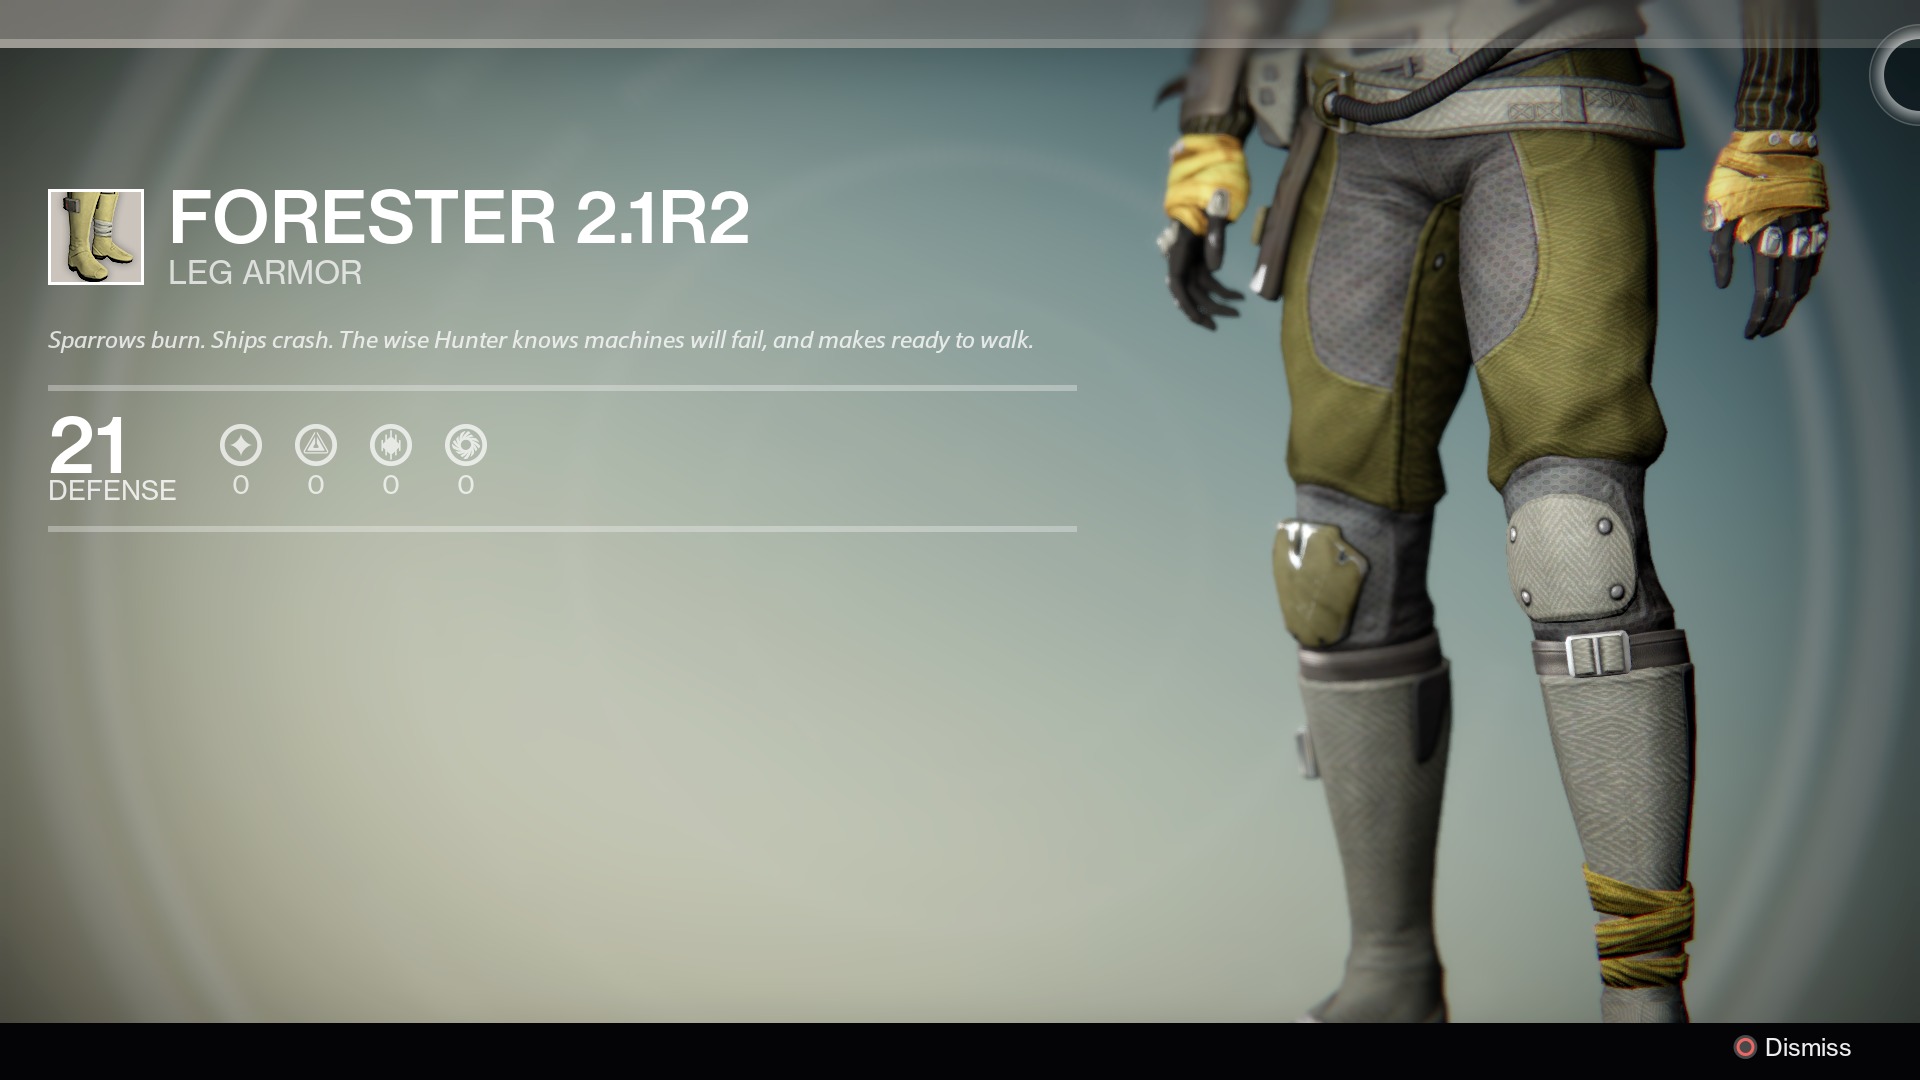 FORESTER 2.1R2
LEG ARMOR
Sparrows burn. Ships crash. The wise Hunter knows machines will fail, and makes ready to walk.
21
DEFENSE
0 0 0 0
Dismiss